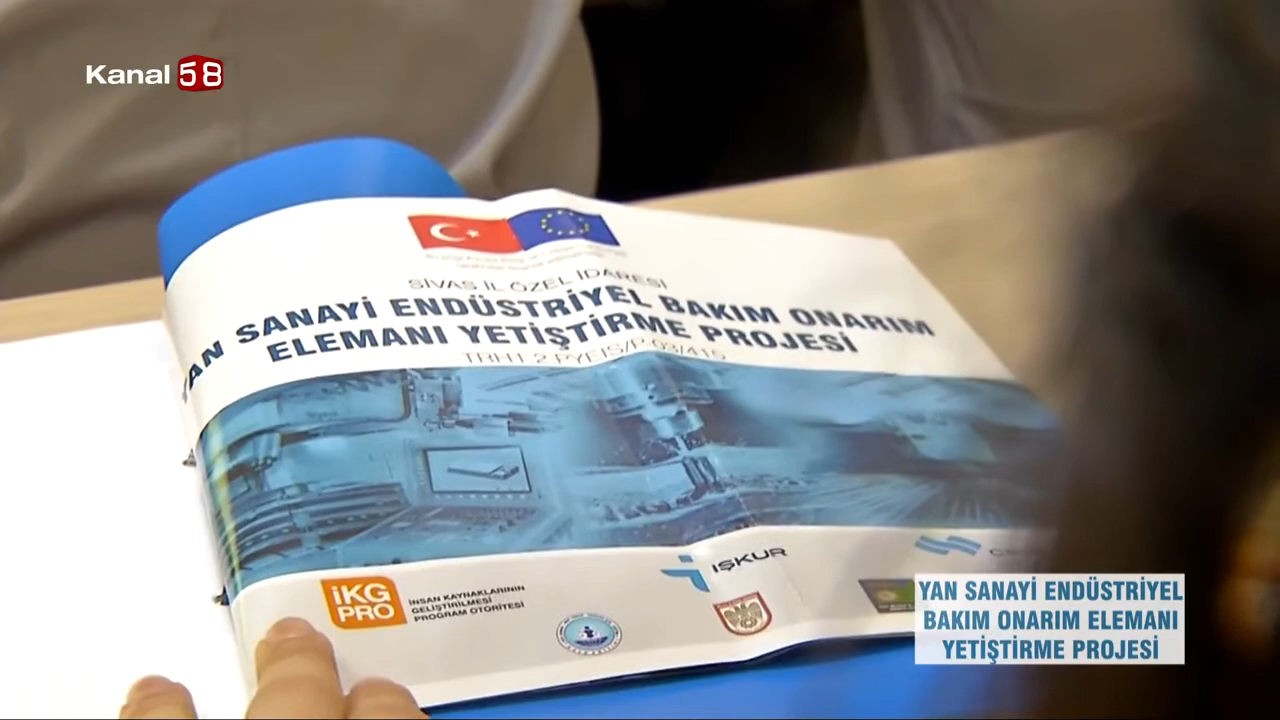 Kanal 58
SİVAS İL ÖZEL İDARESİ
YAN SANAYİ ENDÜSTRİYEL BAKIM ONARIM
ELEMANI YETİŞTİRME PROJESİ
İKG
PRO
İNSAN KAYNAKLARININ
GELİŞTİRİLMESİ
PROGRAM OTORİTESİ
İŞKUR
YAN SANAYİ ENDÜSTRİYEL
BAKIM ONARIM ELEMANI
YETİŞTİRME PROJESİ